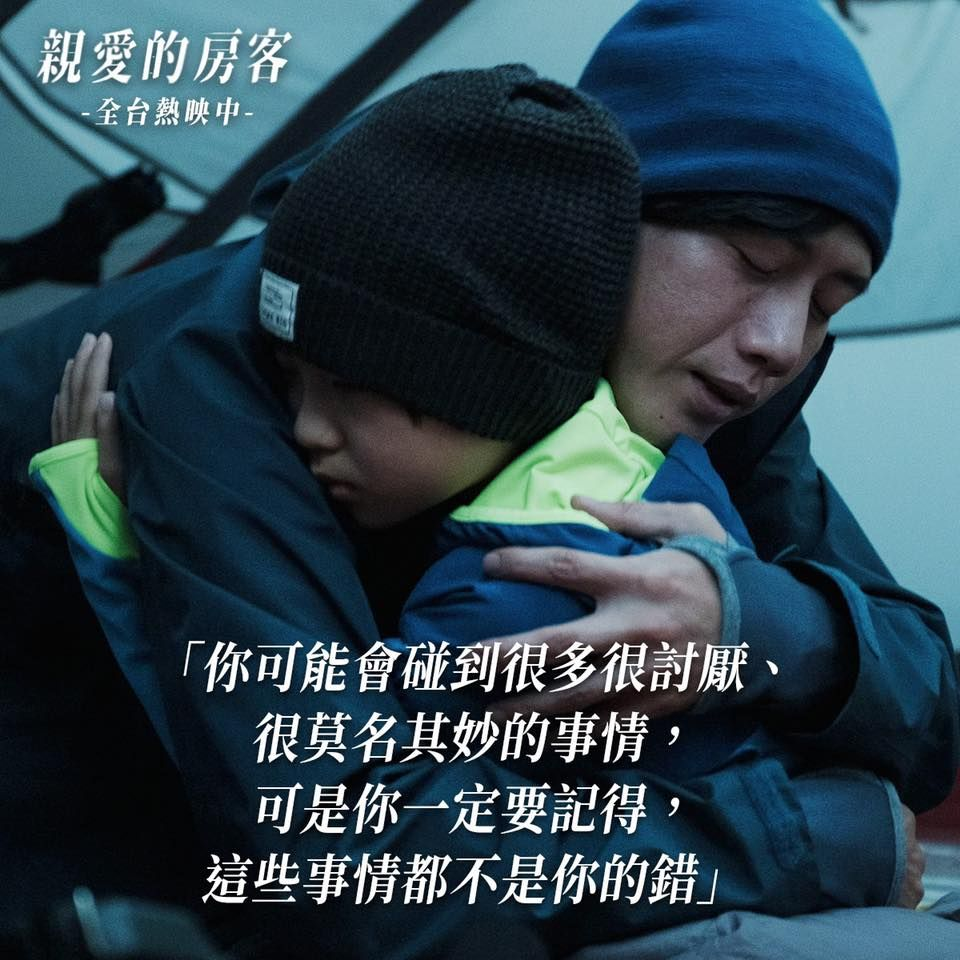 親愛的房客
-全台熱映中-
「你可能會碰到很多很討厭、
很莫名其妙的事情，
可是你一定要記得，
這些事情都不是你的錯」